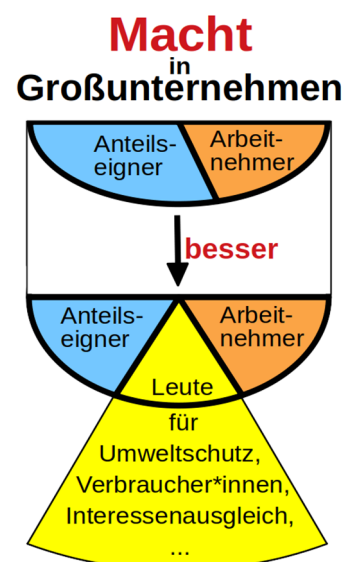 Macht
in
Großunternehmen
Anteils-
eigner
Arbeit-
nehmer
besser
Anteils-
eigner
Arbeit-
nehmer
Leute
für
Umweltschutz,
Verbraucher*innen,
Interessenausgleich,
...